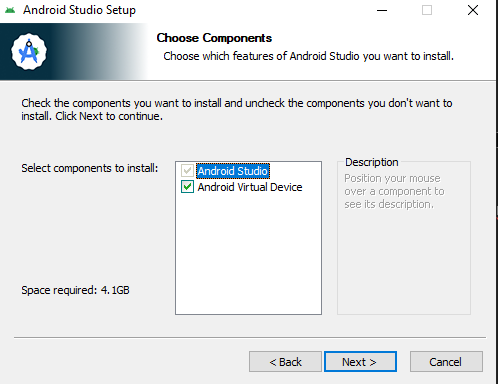 Android Studio Setup
Choose Components
Choose which features of Android Studio you want to install.
Check the components you want to install and uncheck the components you don't want to
install. Click Next to continue.
Select components to install:
Android Studio
Android Virtual Device
Description
Position your mouse
over a component to
see its description.
Space required: 4.1GB
< Back
Next >
Cancel